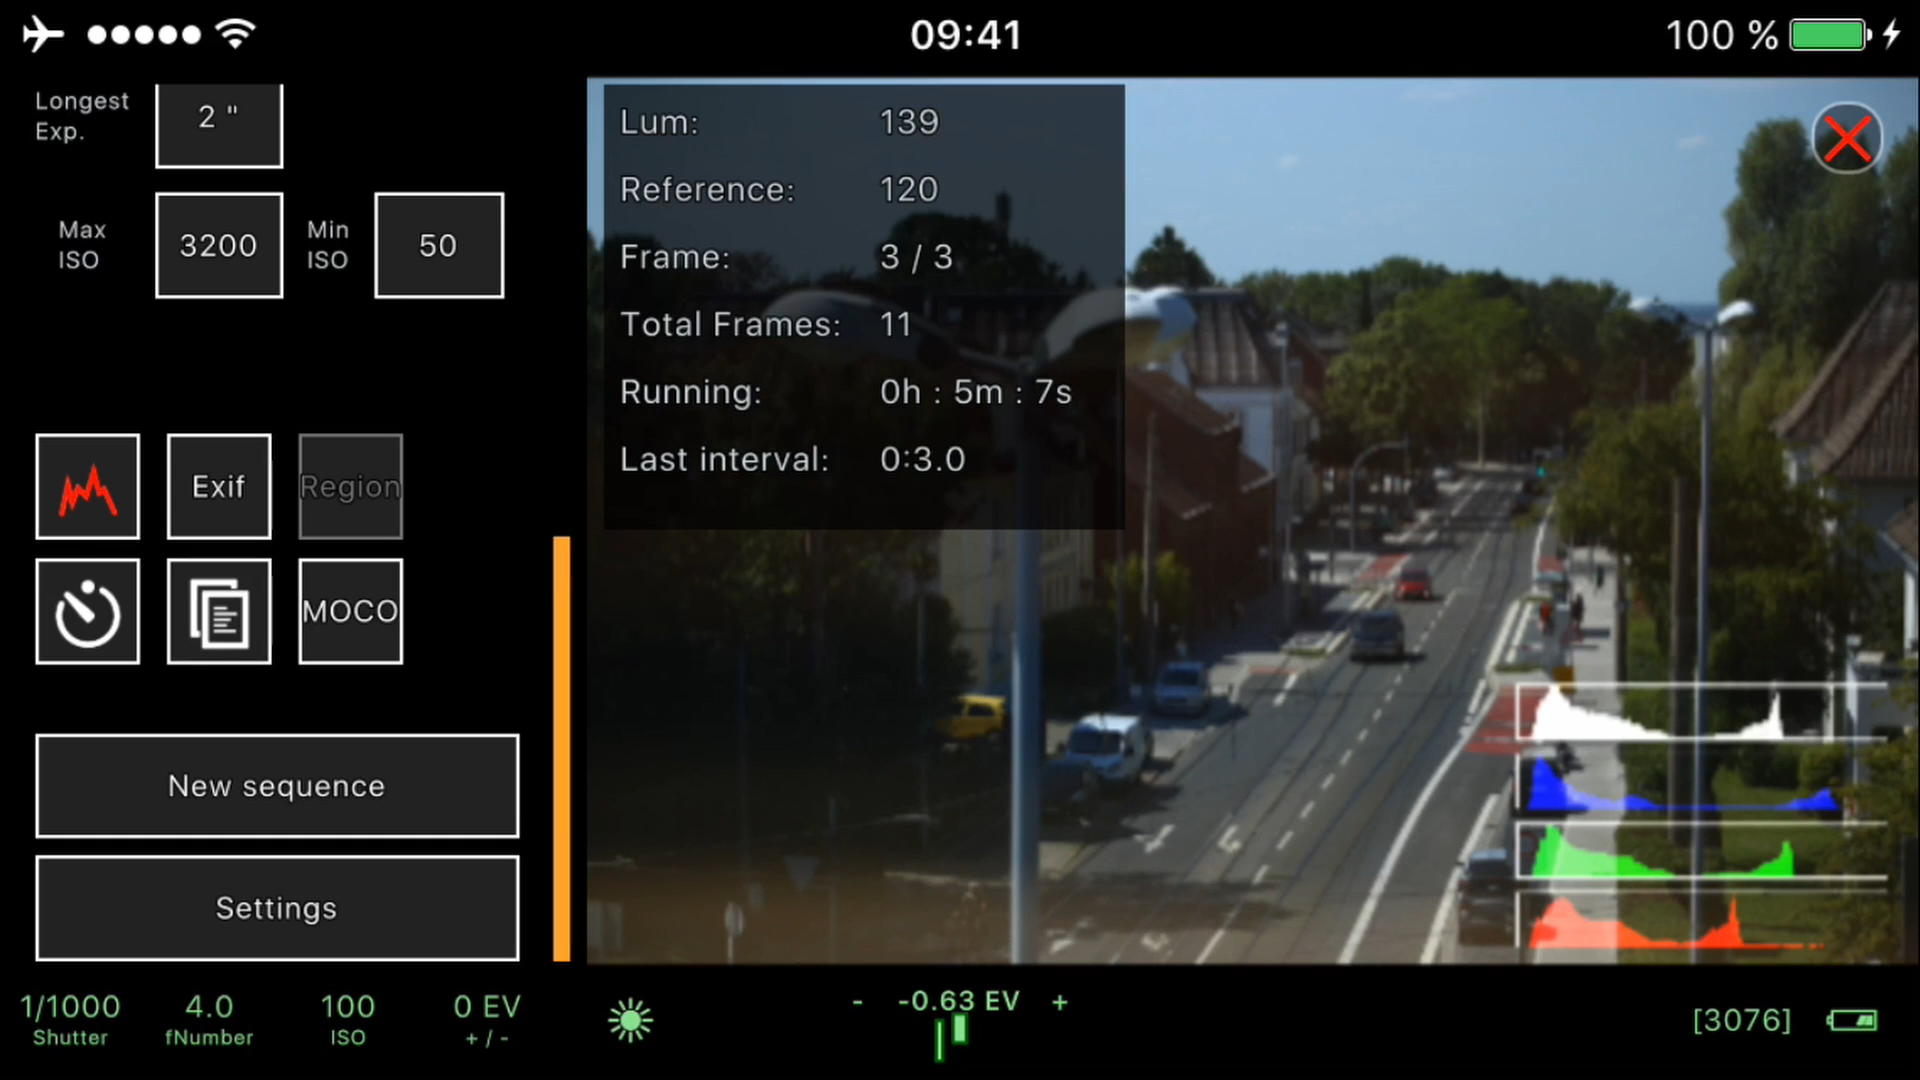 09:41
100 %
Longest Exp.
2 "
Max ISO
3200
Min ISO
50
Exif
Region
MOCO
New sequence
Settings
Lum: 139
Reference: 120
Frame: 3 / 3
Total Frames: 11
Running: 0h : 5m : 7s
Last interval: 0:3.0
1/1000 Shutter
4.0 fNumber
100 ISO
0 EV + / -
- -0.63 EV +
[3076]